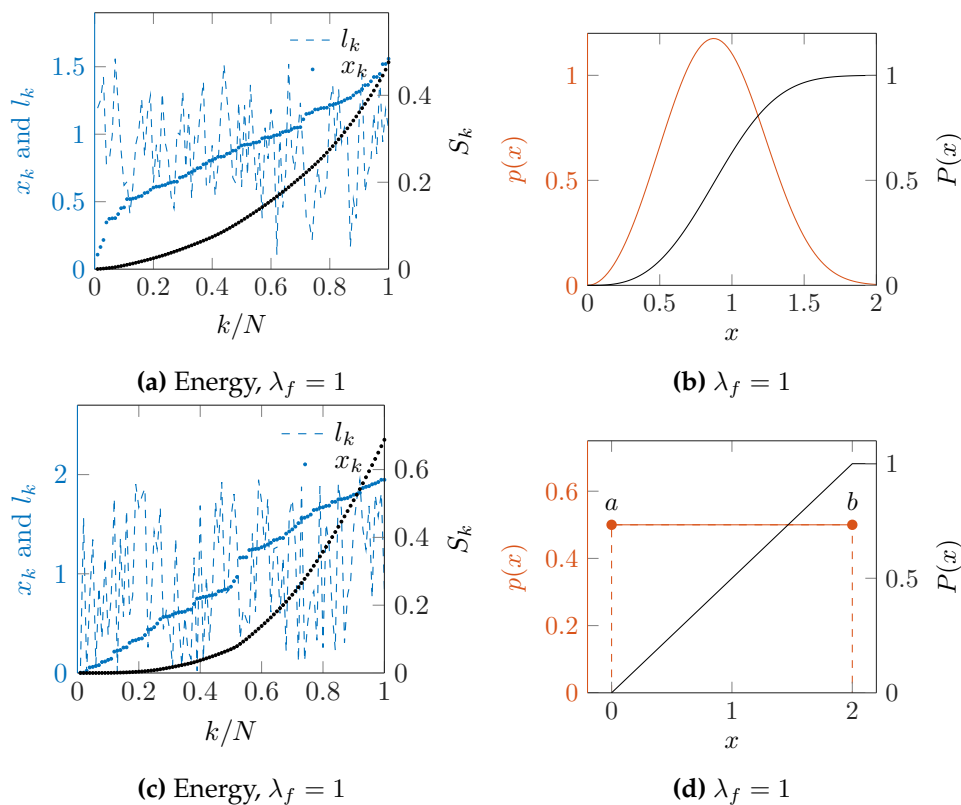 l_k
x_k
x_k and l_k
0
0.5
1
1.5
S_k
0
0.2
0.4
0 0.2 0.4 0.6 0.8 1
k/N
(a) Energy, λ_f = 1
p(x)
0
0.5
1
P(x)
0
0.5
1
0 0.5 1 1.5 2
x
(b) λ_f = 1
l_k
x_k
x_k and l_k
0
1
2
S_k
0
0.2
0.4
0.6
0 0.2 0.4 0.6 0.8 1
k/N
(c) Energy, λ_f = 1
a b
p(x)
0
0.2
0.4
0.6
P(x)
0
0.5
1
0 1 2
x
(d) λ_f = 1